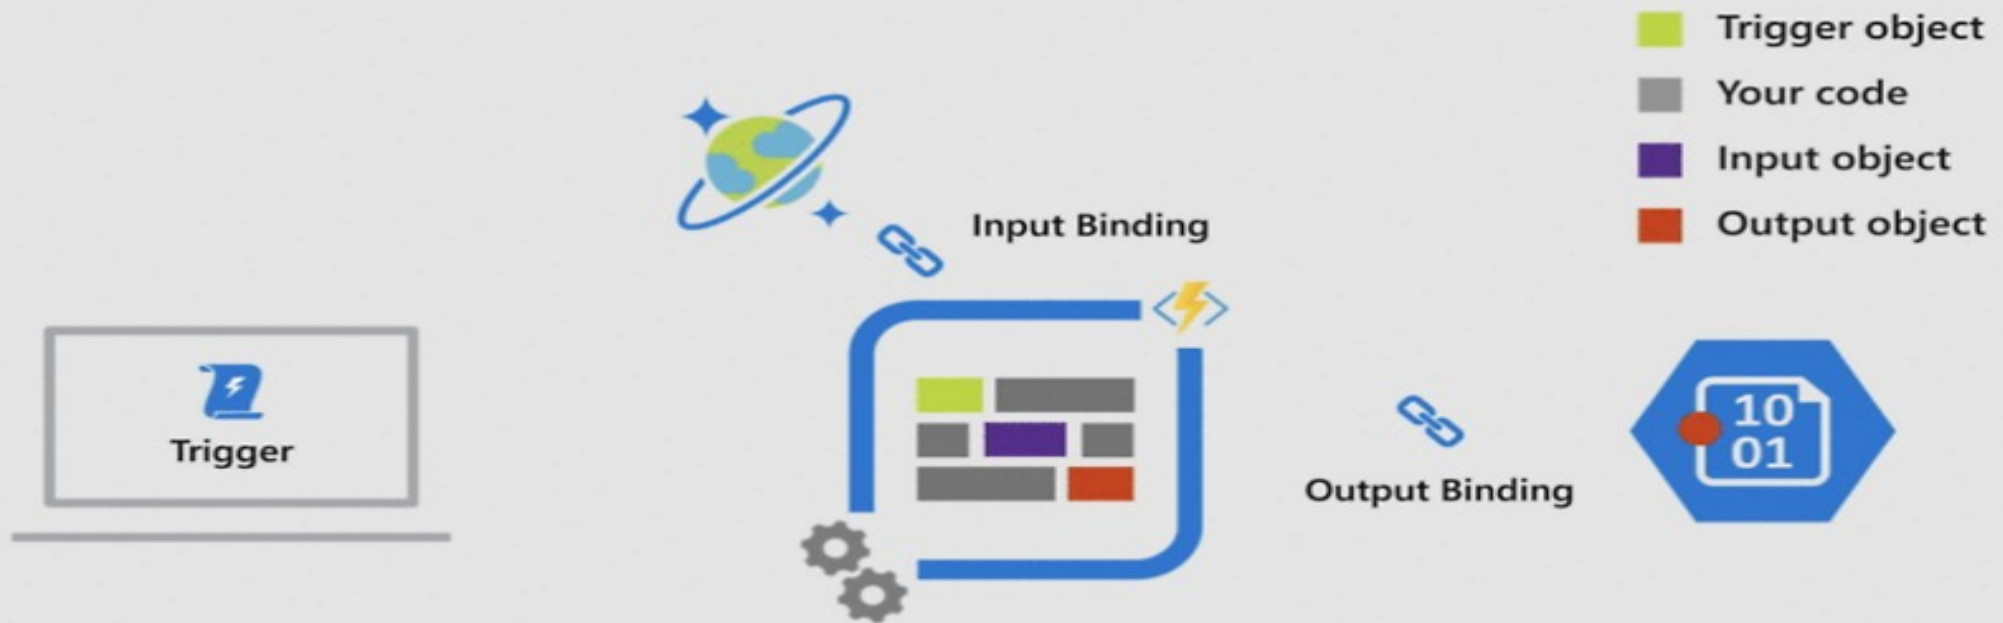 Trigger object
Your code
Input object
Output object
Input Binding
Trigger
Output Binding
10
01